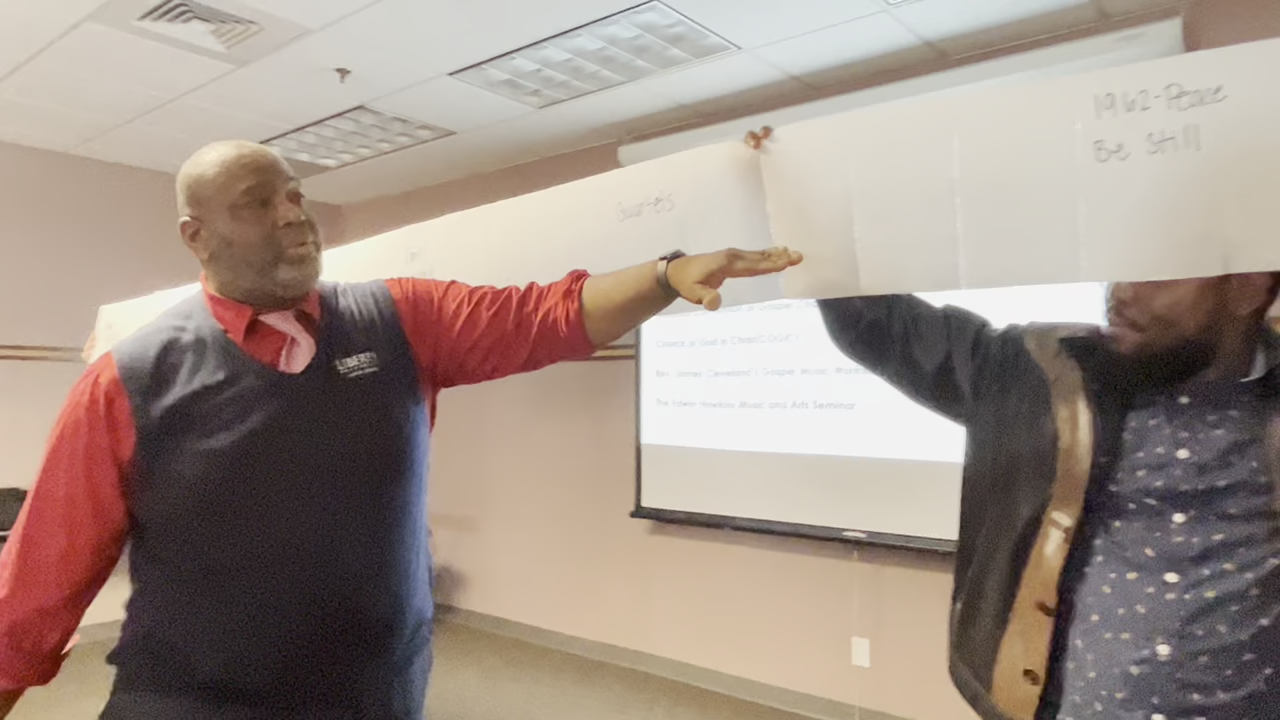 1962-Peace
Be Still
Quartets
LIBERTY
Church of God in Christ(COGIC)
Rev. James Cleveland's Gospel Music
The Edwin Hawkins Music and Arts Seminar